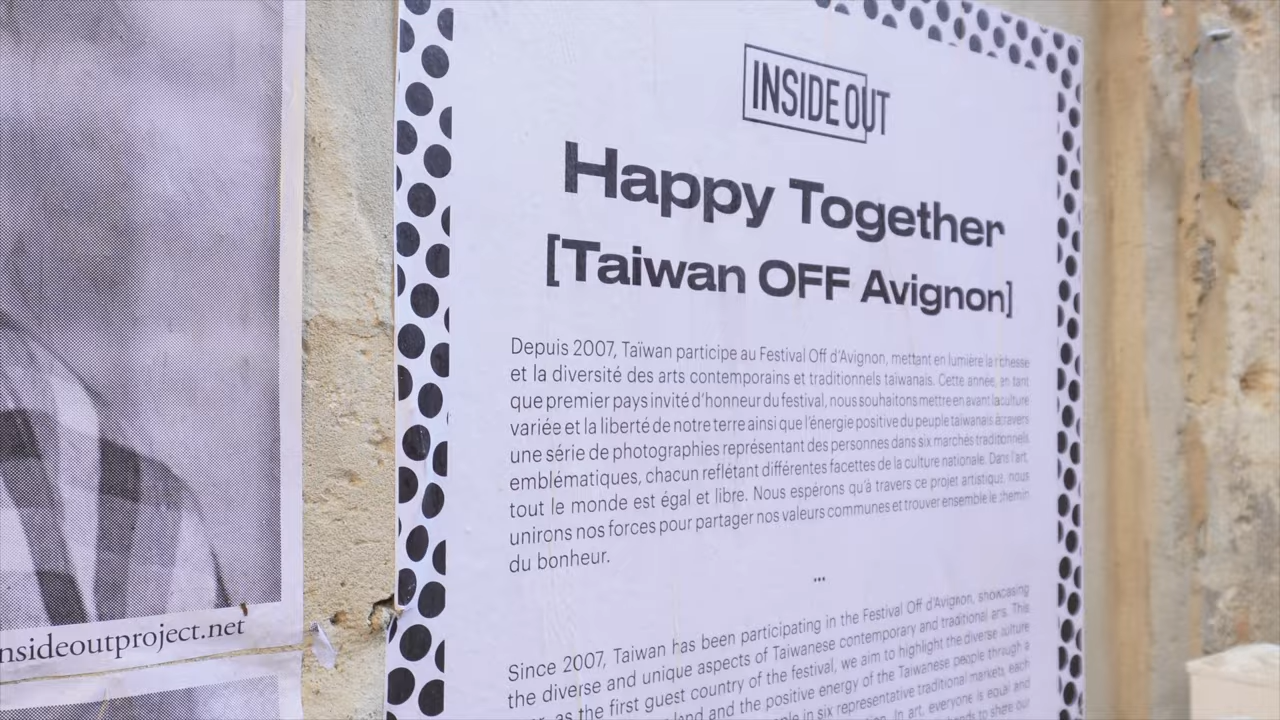 INSIDE OUT
Happy Together
[Taiwan OFF Avignon]
Depuis 2007, Taïwan participe au Festival Off d'Avignon, mettant en lumière la richesse
et la diversité des arts contemporains et traditionnels taïwanais. Cette année, en tant
que premier pays invité d'honneur du festival, nous souhaitons mettre en avant la culture
variée et la liberté de notre terre ainsi que l'énergie positive du peuple taïwanais à travers
une série de photographies représentant des personnes dans six marchés traditionnels
emblématiques, chacun reflétant différentes facettes de la culture nationale. Dans l'art,
tout le monde est égal et libre. Nous espérons qu'à travers ce projet artistique, nous
unirons nos forces pour partager nos valeurs communes et trouver ensemble le chemin
du bonheur.
...
Since 2007, Taiwan has been participating in the Festival Off d'Avignon, showcasing
the diverse and unique aspects of Taiwanese contemporary and traditional arts. This
as the first guest country of the festival, we aim to highlight the diverse culture
land and the positive energy of the Taiwanese people through a
in six representative traditional markets, each
In art, everyone is equal and
to share our
nsideoutproject.net